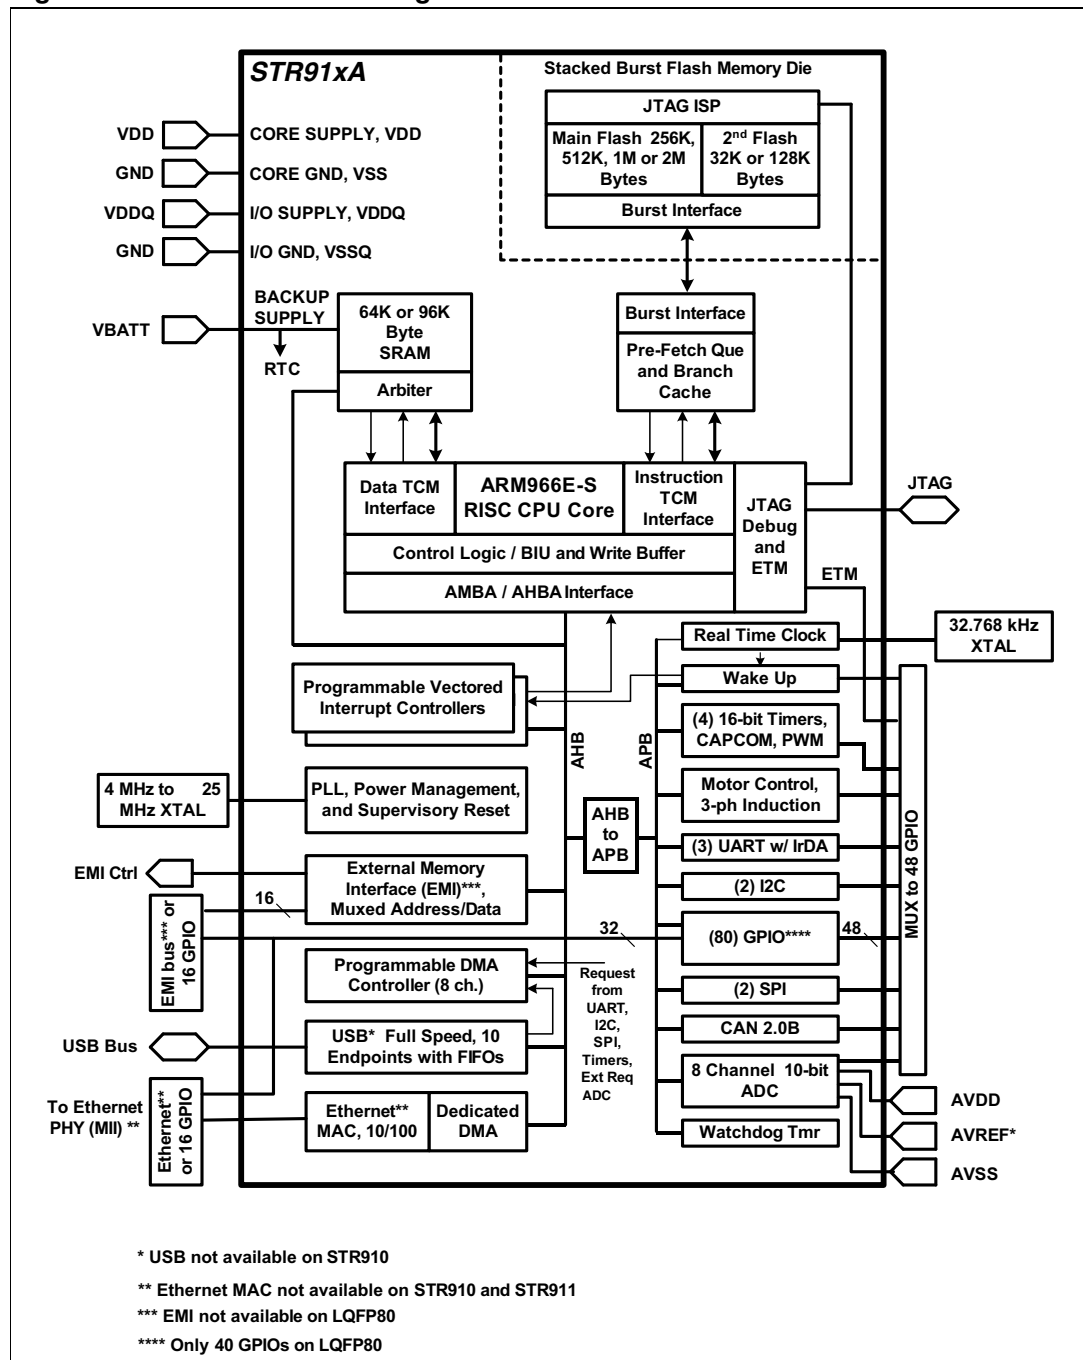 STR91xA
Stacked Burst Flash Memory Die
JTAG ISP
Main Flash 256K,
512K, 1M or 2M
Bytes
2nd Flash
32K or 128K
Bytes
Burst Interface
VDD
CORE SUPPLY, VDD
GND
CORE GND, VSS
VDDQ
I/O SUPPLY, VDDQ
GND
I/O GND, VSSQ
VBATT
BACKUP
SUPPLY
RTC
64K or 96K
Byte
SRAM
Arbiter
Burst Interface
Pre-Fetch Que
and Branch
Cache
Data TCM
Interface
ARM966E-S
RISC CPU Core
Instruction
TCM
Interface
JTAG
Debug
and
ETM
JTAG
Control Logic / BIU and Write Buffer
AMBA / AHBA Interface
ETM
Real Time Clock
32.768 kHz
XTAL
Wake Up
Programmable Vectored
Interrupt Controllers
AHB
APB
(4) 16-bit Timers,
CAPCOM, PWM
4 MHz to 25
MHz XTAL
PLL, Power Management,
and Supervisory Reset
Motor Control,
3-ph Induction
AHB
to
APB
(3) UART w/ IrDA
MUX to 48 GPIO
EMI Ctrl
External Memory
Interface (EMI)***,
Muxed Address/Data
(2) I2C
16
EMI bus*** or
16 GPIO
32
(80) GPIO****
48
Programmable DMA
Controller (8 ch.)
Request
from
UART,
I2C,
SPI,
Timers,
Ext Req
ADC
(2) SPI
USB Bus
USB* Full Speed, 10
Endpoints with FIFOs
CAN 2.0B
8 Channel 10-bit
ADC
AVDD
To Ethernet
PHY (MII) **
Ethernet**
or 16 GPIO
Ethernet**
MAC, 10/100
Dedicated
DMA
Watchdog Tmr
AVREF*
AVSS
* USB not available on STR910
** Ethernet MAC not available on STR910 and STR911
*** EMI not available on LQFP80
**** Only 40 GPIOs on LQFP80